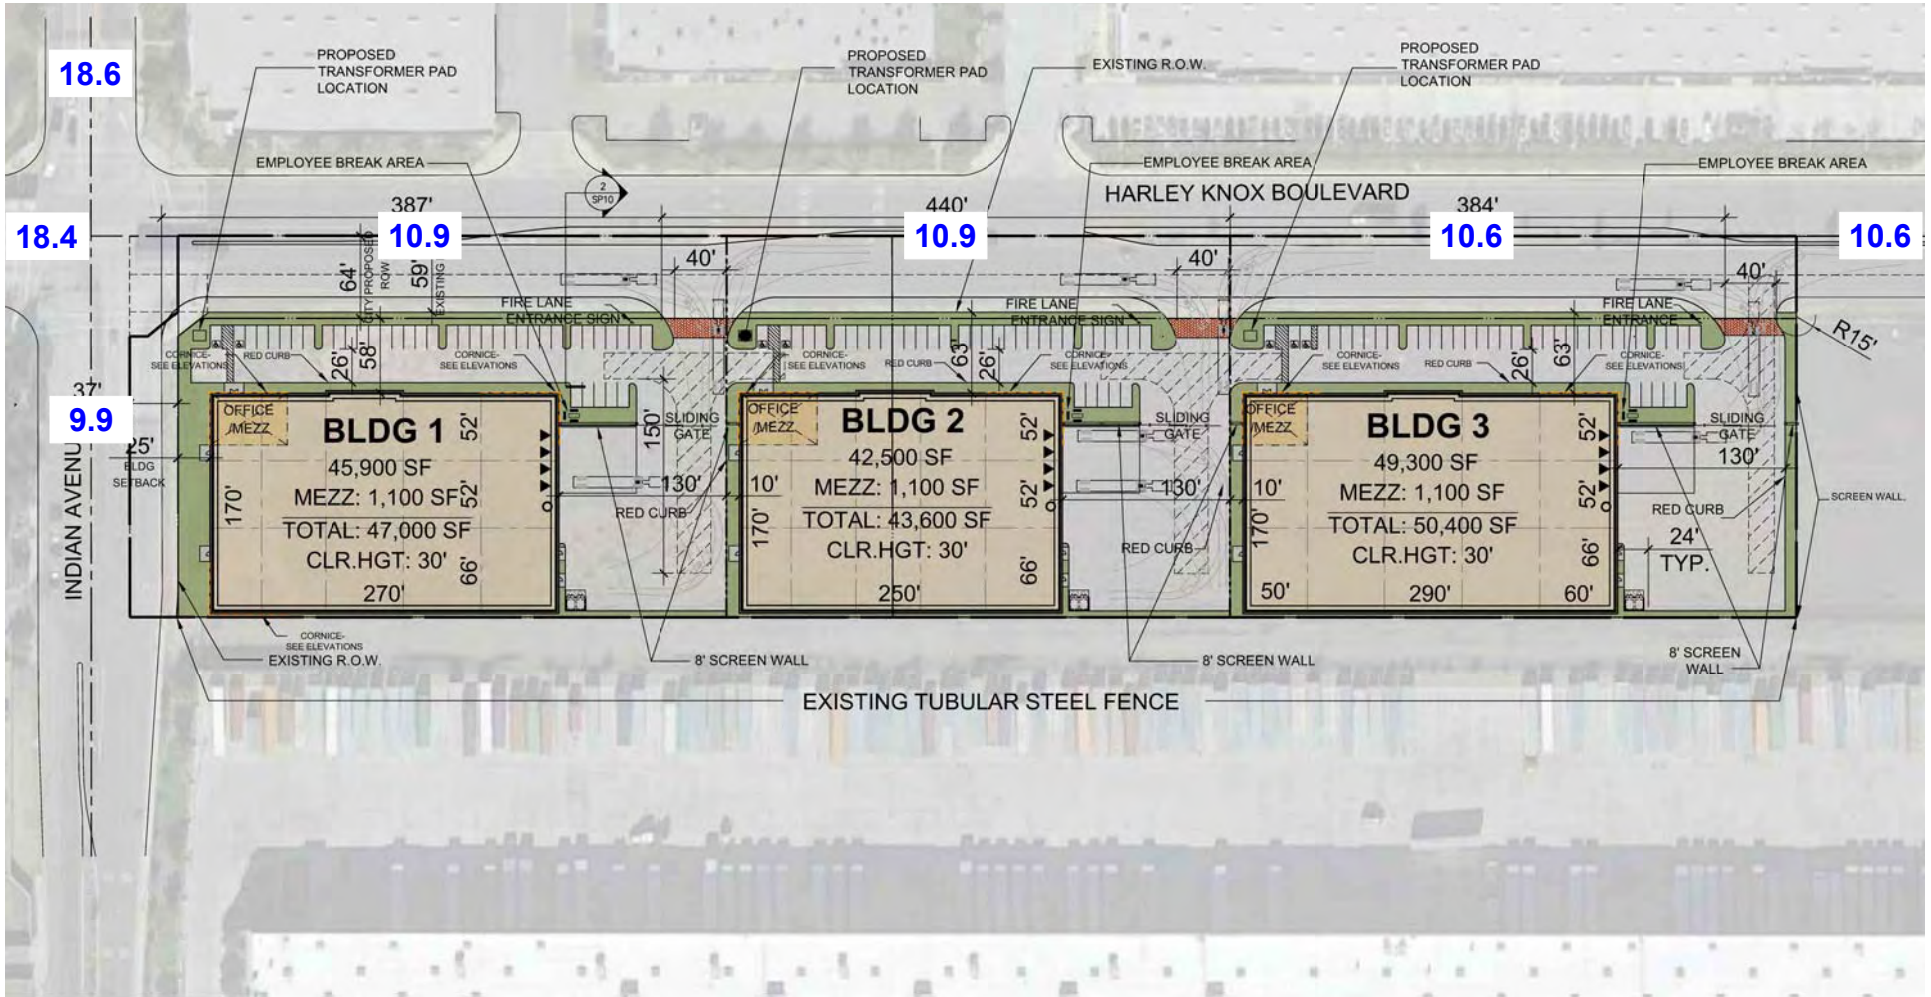 18.6
PROPOSED
TRANSFORMER PAD
LOCATION
PROPOSED
TRANSFORMER PAD
LOCATION
EXISTING R.O.W.
PROPOSED
TRANSFORMER PAD
LOCATION
EMPLOYEE BREAK AREA
EMPLOYEE BREAK AREA
EMPLOYEE BREAK AREA
2
SP10
HARLEY KNOX BOULEVARD
387'
440'
384'
18.4
10.9
10.9
10.6
10.6
64'
CITY PROPOSED
ROW
59'
EXISTING
40'
40'
40'
FIRE LANE
ENTRANCE SIGN
FIRE LANE
ENTRANCE SIGN
FIRE LANE
ENTRANCE
R15'
CORNICE-
SEE ELEVATIONS
RED CURB
26'
58'
CORNICE-
SEE ELEVATIONS
CORNICE-
SEE ELEVATIONS
RED CURB
63'
26'
CORNICE-
SEE ELEVATIONS
CORNICE-
SEE ELEVATIONS
RED CURB
26'
63'
CORNICE-
SEE ELEVATIONS
37'
9.9
25'
BLDG
SETBACK
INDIAN AVENU
OFFICE
/MEZZ
BLDG 1
45,900 SF
MEZZ: 1,100 SF
TOTAL: 47,000 SF
CLR.HGT: 30'
270'
170'
52'
52'
66'
150'
SLIDING
GATE
130'
RED CURB
OFFICE
/MEZZ
BLDG 2
42,500 SF
MEZZ: 1,100 SF
TOTAL: 43,600 SF
CLR.HGT: 30'
250'
10'
170'
52'
52'
66'
SLIDING
GATE
130'
RED CURB
OFFICE
/MEZZ
BLDG 3
49,300 SF
MEZZ: 1,100 SF
TOTAL: 50,400 SF
CLR.HGT: 30'
50'
290'
60'
10'
170'
52'
52'
66'
SLIDING
GATE
130'
RED CURB
24'
TYP.
SCREEN WALL
CORNICE-
SEE ELEVATIONS
EXISTING R.O.W.
8' SCREEN WALL
8' SCREEN WALL
8' SCREEN
WALL
EXISTING TUBULAR STEEL FENCE